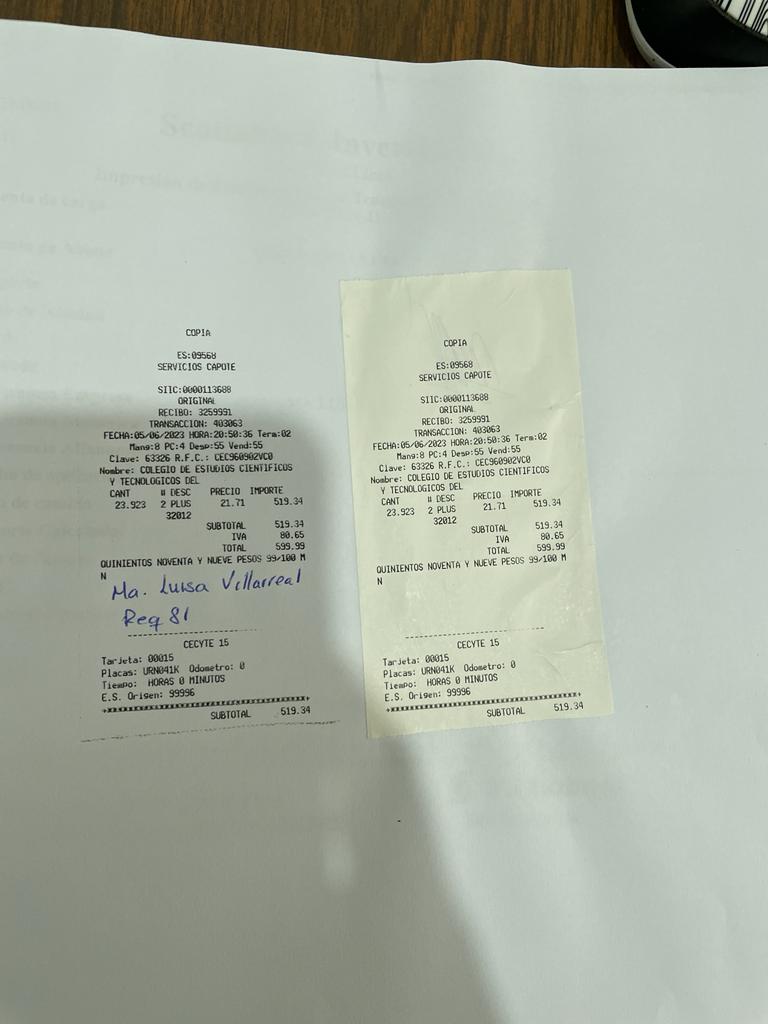 COPIA
ES:09568
SERVICIOS CAPOTE
SIIC:0000113688
ORIGINAL
RECIBO: 3259991
TRANSACCION: 403063
FECHA:05/06/2023 HORA:20:50:36 Term:02
Mang:8 PC:4 Desp:55 Vend:55
Clave: 63326 R.F.C.: CEC960902VC0
Nombre: COLEGIO DE ESTUDIOS CIENTIFICOS
Y TECNOLOGICOS DEL
CANT # DESC PRECIO IMPORTE
23.923 2 PLUS 21.71 519.34
32012
SUBTOTAL 519.34
IVA 80.65
TOTAL 599.99
QUINIENTOS NOVENTA Y NUEVE PESOS 99/100 M
N
Ma. Luisa Villarreal
Req 81
CECYTE 15
Tarjeta: 00015
Placas: URN041K Odometro: 0
Tiempo: HORAS 0 MINUTOS
E.S. Origen: 99996
SUBTOTAL 519.34
COPIA
ES:09568
SERVICIOS CAPOTE
SIIC:0000113688
ORIGINAL
RECIBO: 3259991
TRANSACCION: 403063
FECHA:05/06/2023 HORA:20:50:36 Term:02
Mang:8 PC:4 Desp:55 Vend:55
Clave: 63326 R.F.C.: CEC960902VC0
Nombre: COLEGIO DE ESTUDIOS CIENTIFICOS
Y TECNOLOGICOS DEL
CANT # DESC PRECIO IMPORTE
23.923 2 PLUS 21.71 519.34
32012
SUBTOTAL 519.34
IVA 80.65
TOTAL 599.99
QUINIENTOS NOVENTA Y NUEVE PESOS 99/100 M
N
CECYTE 15
Tarjeta: 00015
Placas: URN041K Odometro: 0
Tiempo: HORAS 0 MINUTOS
E.S. Origen: 99996
SUBTOTAL 519.34